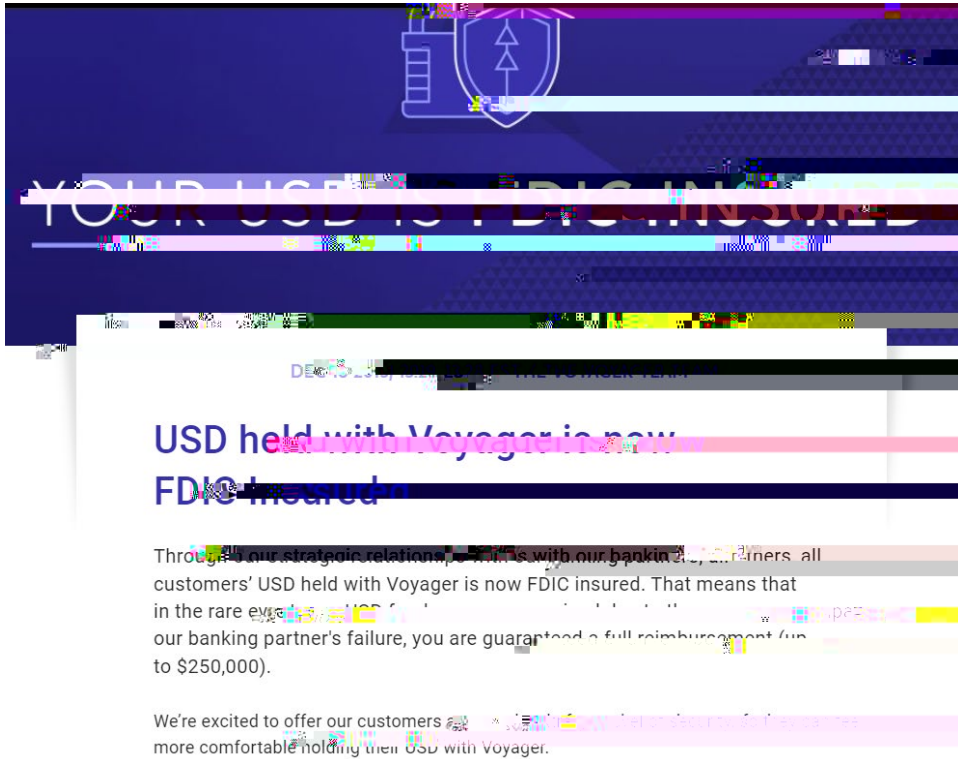 YOUR USD IS FDIC INSURED
THE VOYAGER TEAM
USD held with Voyager is now
FDIC Insured
Through our strategic relationships with our banking partners, all
customers’ USD held with Voyager is now FDIC insured. That means that
in the rare USD
our banking partner's failure, you are guaranteed a full reimbursement (up
to $250,000).
We’re excited to offer our customers
more comfortable holding their USD with Voyager.